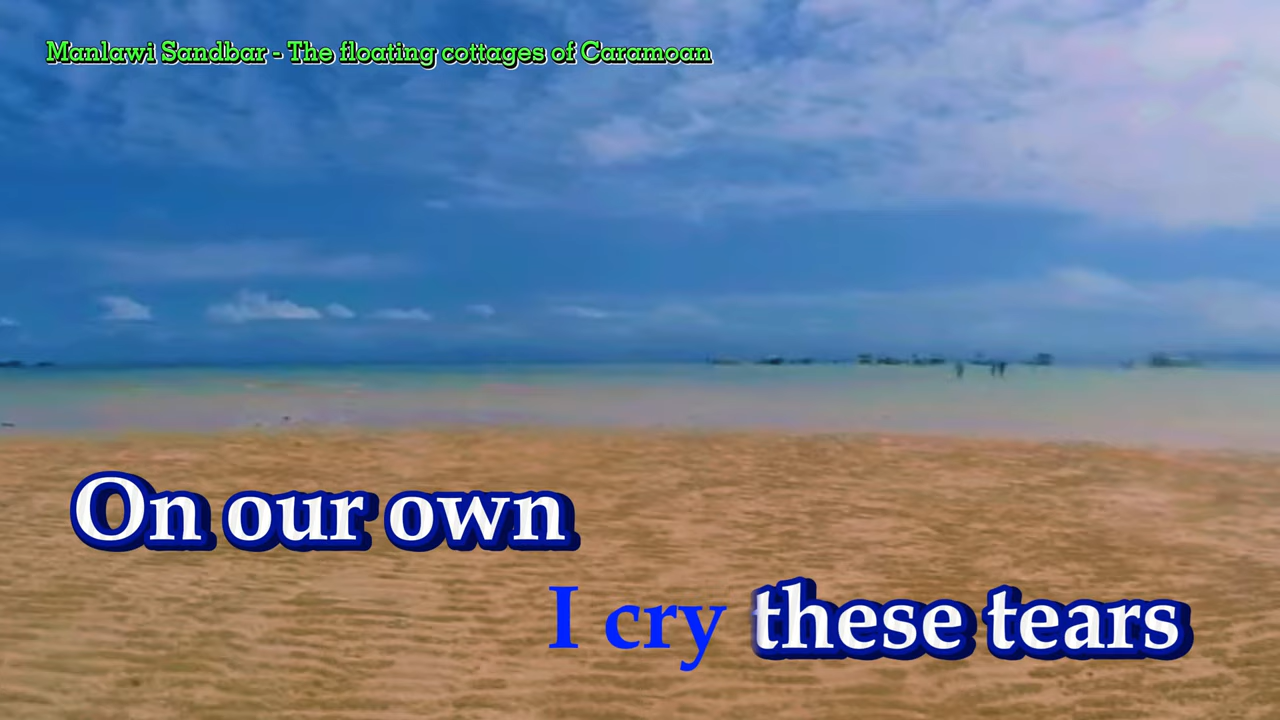 Manlawi Sandbar - The floating cottages of Caramoan
On our own
I cry these tears